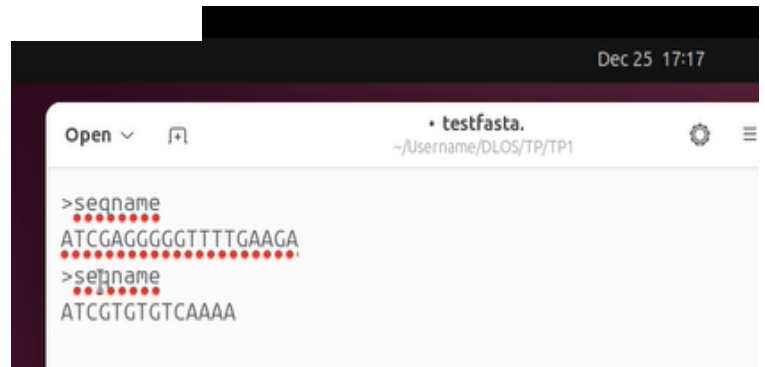 Dec 25 17:17
Open
• testfasta.
~/Username/DLOS/TP/TP1
>seqname
ATCGAGGGGGTTTTGAAGA
>seqname
ATCGTGTGTCAAAA